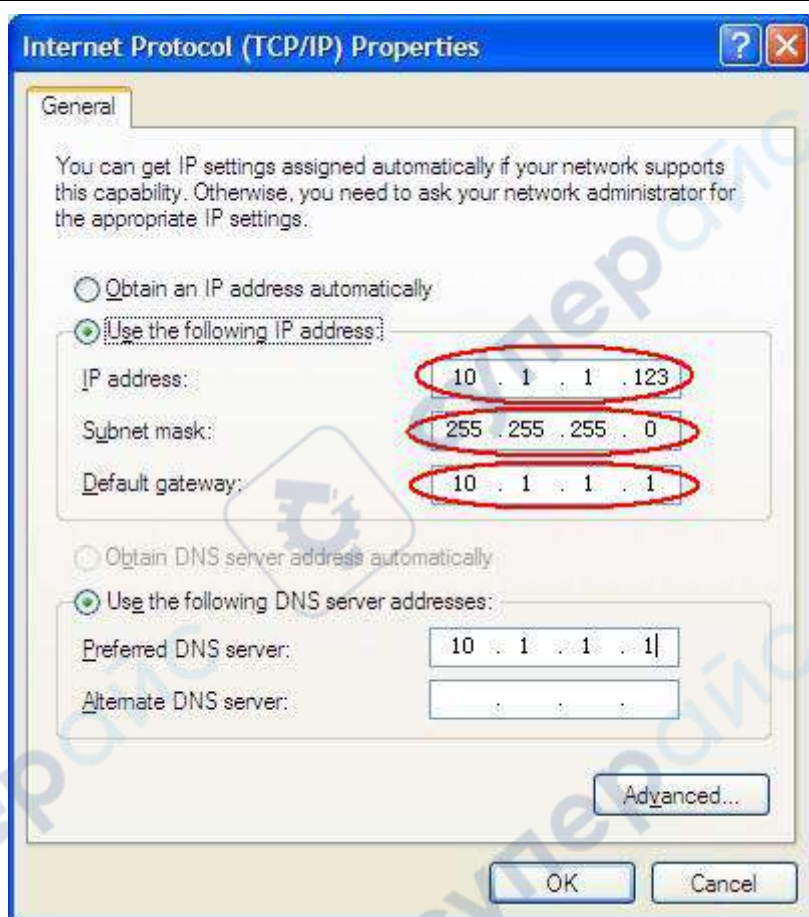 Internet Protocol (TCP/IP) Properties
General
You can get IP settings assigned automatically if your network supports
this capability. Otherwise, you need to ask your network administrator for
the appropriate IP settings.
Obtain an IP address automatically
Use the following IP address:
IP address: 10 . 1 . 1 . 123
Subnet mask: 255 . 255 . 255 . 0
Default gateway: 10 . 1 . 1 . 1
Obtain DNS server address automatically
Use the following DNS server addresses:
Preferred DNS server: 10 . 1 . 1 . 1
Alternate DNS server: . . .
Advanced...
OK Cancel